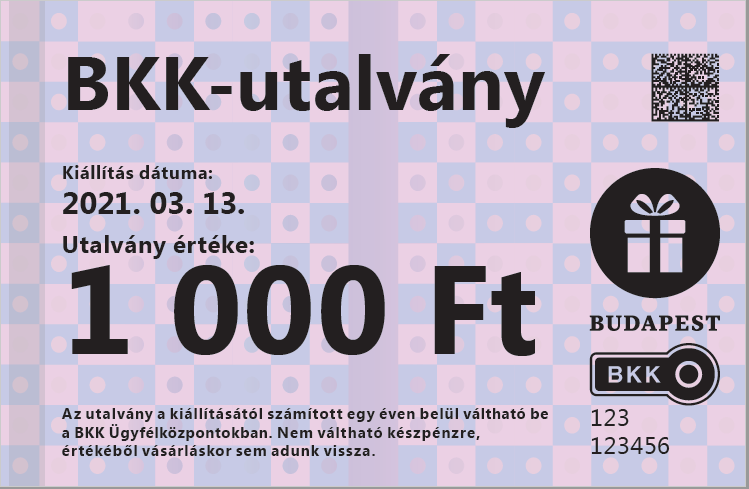 BKK-utalvány
Kiállítás dátuma:
2021. 03. 13.
Utalvány értéke:
1 000 Ft
BUDAPEST
BKK
Az utalvány a kiállításától számított egy éven belül váltható be
a BKK Ügyfélközpontokban. Nem váltható készpénzre,
értékéből vásárláskor sem adunk vissza.
123
123456